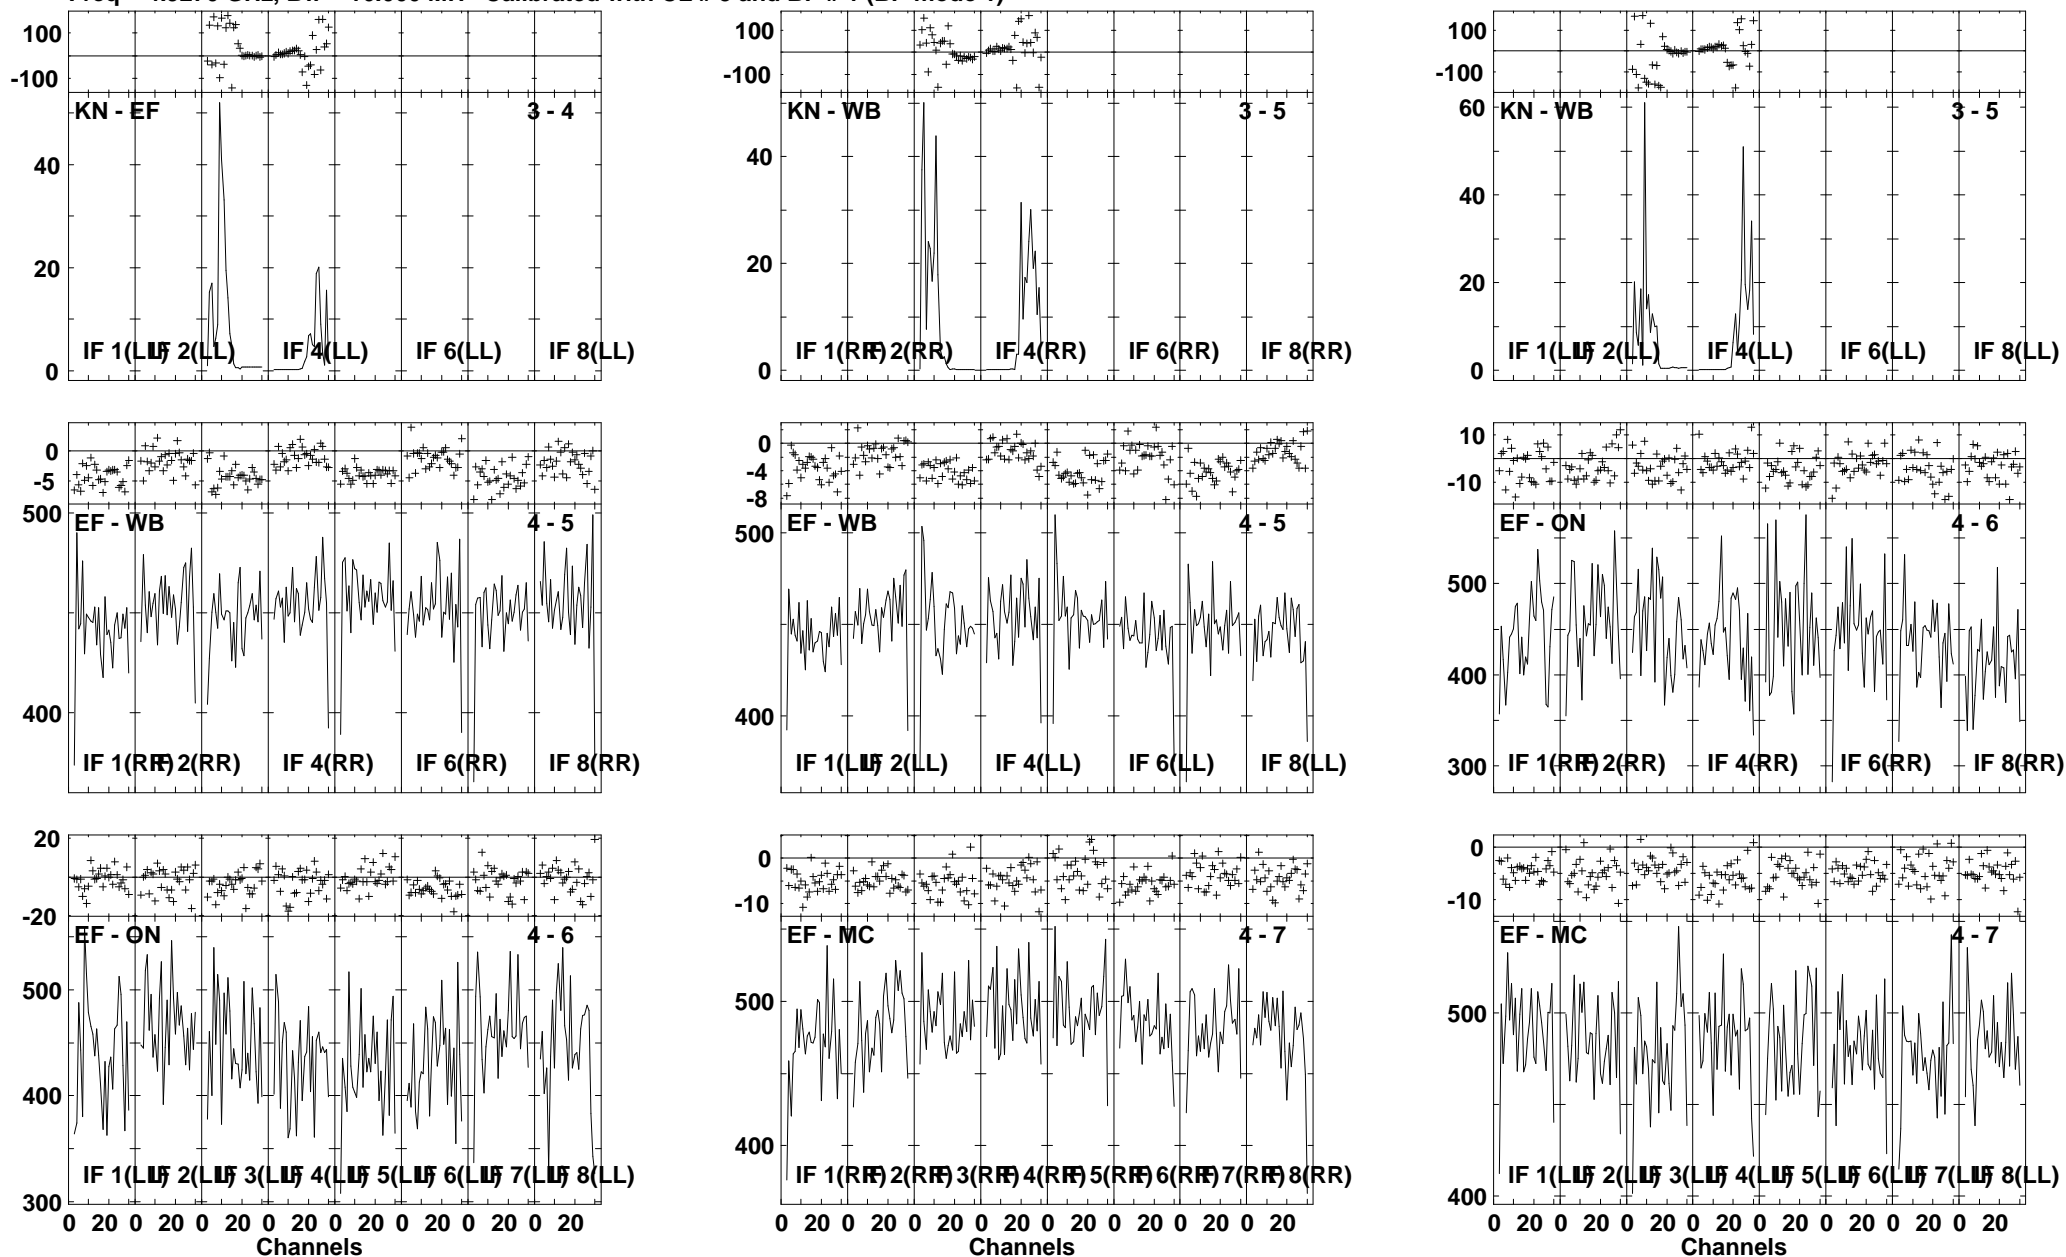 100
-100
KN - EF 3 - 4
40
20
0
IF 1(LL) IF 2(LL) IF 4(LL) IF 6(LL) IF 8(LL)
100
-100
KN - WB 3 - 5
40
20
0
IF 1(RR) IF 2(RR) IF 4(RR) IF 6(RR) IF 8(RR)
100
-100
KN - WB 3 - 5
60
40
20
0
IF 1(LL) IF 2(LL) IF 4(LL) IF 6(LL) IF 8(LL)
0
-5
500
EF - WB 4 - 5
400
IF 1(RR) IF 2(RR) IF 4(RR) IF 6(RR) IF 8(RR)
0
-4
-8
EF - WB 4 - 5
500
400
IF 1(LL) IF 2(LL) IF 4(LL) IF 6(LL) IF 8(LL)
10
-10
EF - ON 4 - 6
500
400
300
IF 1(RR) IF 2(RR) IF 4(RR) IF 6(RR) IF 8(RR)
20
0
-20
EF - ON 4 - 6
500
400
300
IF 1(LL) IF 2(LL) IF 3(LL) IF 4(LL) IF 5(LL) IF 6(LL) IF 7(LL) IF 8(LL)
0 20 0 20 0 20 0 20 0 20 0 20 0 20 0 20
Channels
0
-10
EF - MC 4 - 7
500
400
IF 1(RR) IF 2(RR) IF 3(RR) IF 4(RR) IF 5(RR) IF 6(RR) IF 7(RR) IF 8(RR)
0 20 0 20 0 20 0 20 0 20 0 20 0 20 0 20
Channels
0
-10
EF - MC 4 - 7
500
400
IF 1(LL) IF 2(LL) IF 3(LL) IF 4(LL) IF 5(LL) IF 6(LL) IF 7(LL) IF 8(LL)
0 20 0 20 0 20 0 20 0 20 0 20 0 20 0 20
Channels